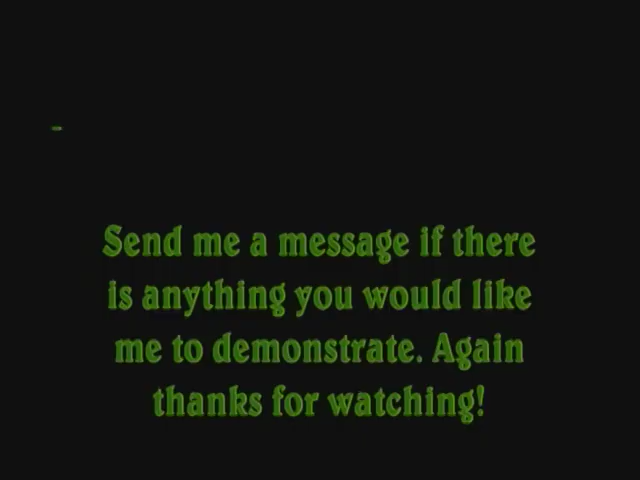 Send me a message if there
is anything you would like
me to demonstrate. Again
thanks for watching!